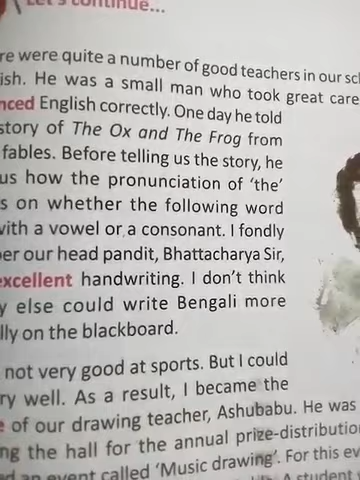 Let's continue...
re were quite a number of good teachers in our sch
ish. He was a small man who took great care
nced English correctly. One day he told
story of The Ox and The Frog from
fables. Before telling us the story, he
us how the pronunciation of 'the'
s on whether the following word
with a vowel or a consonant. I fondly
ber our head pandit, Bhattacharya Sir,
excellent handwriting. I don't think
y else could write Bengali more
lly on the blackboard.
not very good at sports. But I could
ry well. As a result, I became the
e of our drawing teacher, Ashubabu. He was
ng the hall for the annual prize-distribution
ed an event called 'Music drawing'. For this ev
A student